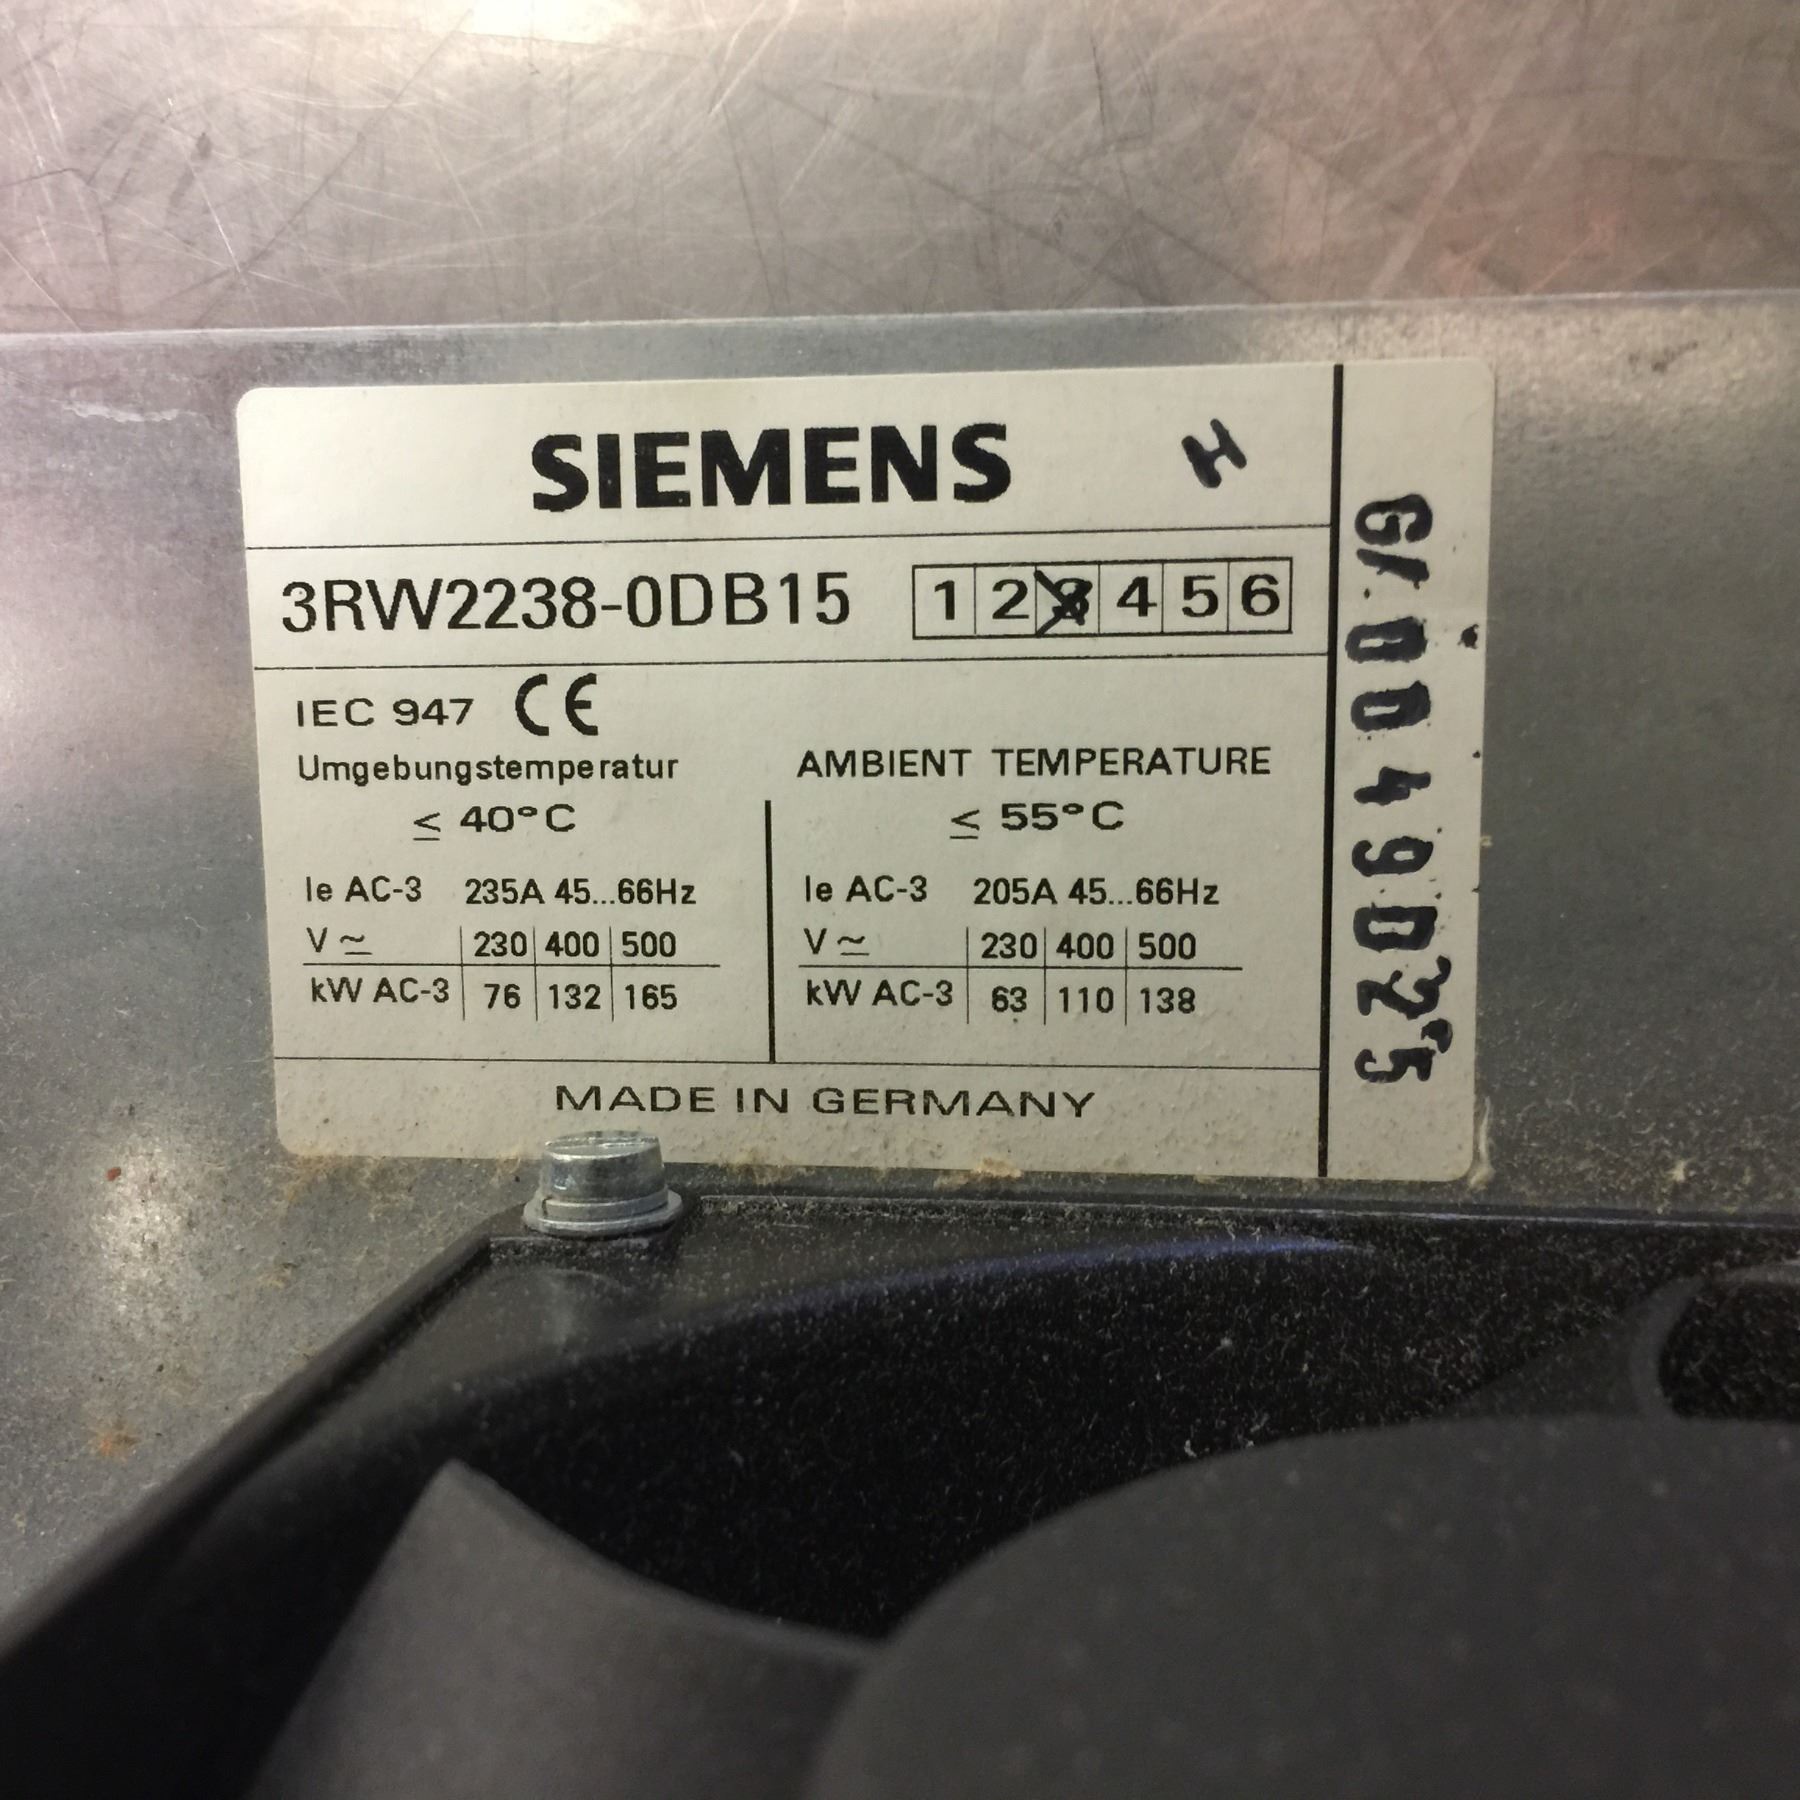 SIEMENS H
3RW2238-0DB15 1 2 3 4 5 6
IEC 947 CE
Umgebungstemperatur
≤ 40°C
Ie AC-3 235A 45...66Hz
V ≃ 230 400 500
kW AC-3 76 132 165
AMBIENT TEMPERATURE
≤ 55°C
Ie AC-3 205A 45...66Hz
V ≃ 230 400 500
kW AC-3 63 110 138
MADE IN GERMANY